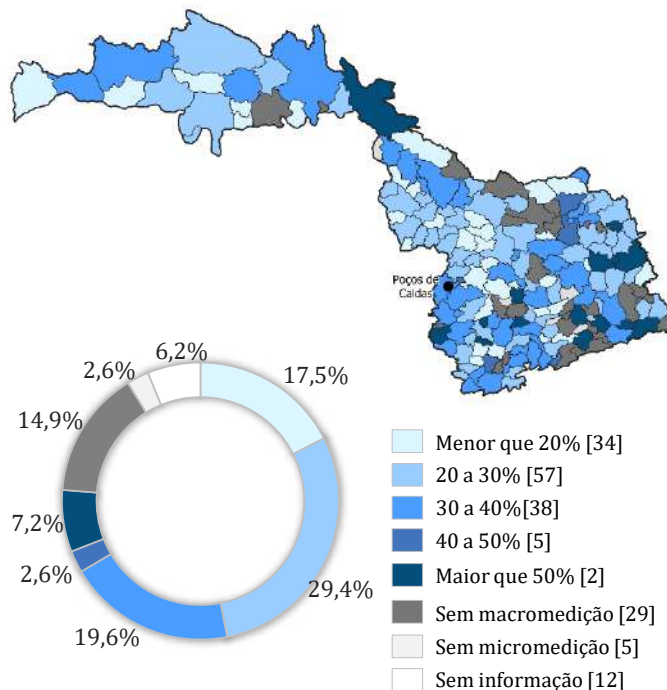 Poços de
Caldas
2,6%
6,2%
17,5%
14,9%
7,2%
2,6%
19,6%
29,4%
Menor que 20% [34]
20 a 30% [57]
30 a 40%[38]
40 a 50% [5]
Maior que 50% [2]
Sem macromedição [29]
Sem micromedição [5]
Sem informação [12]